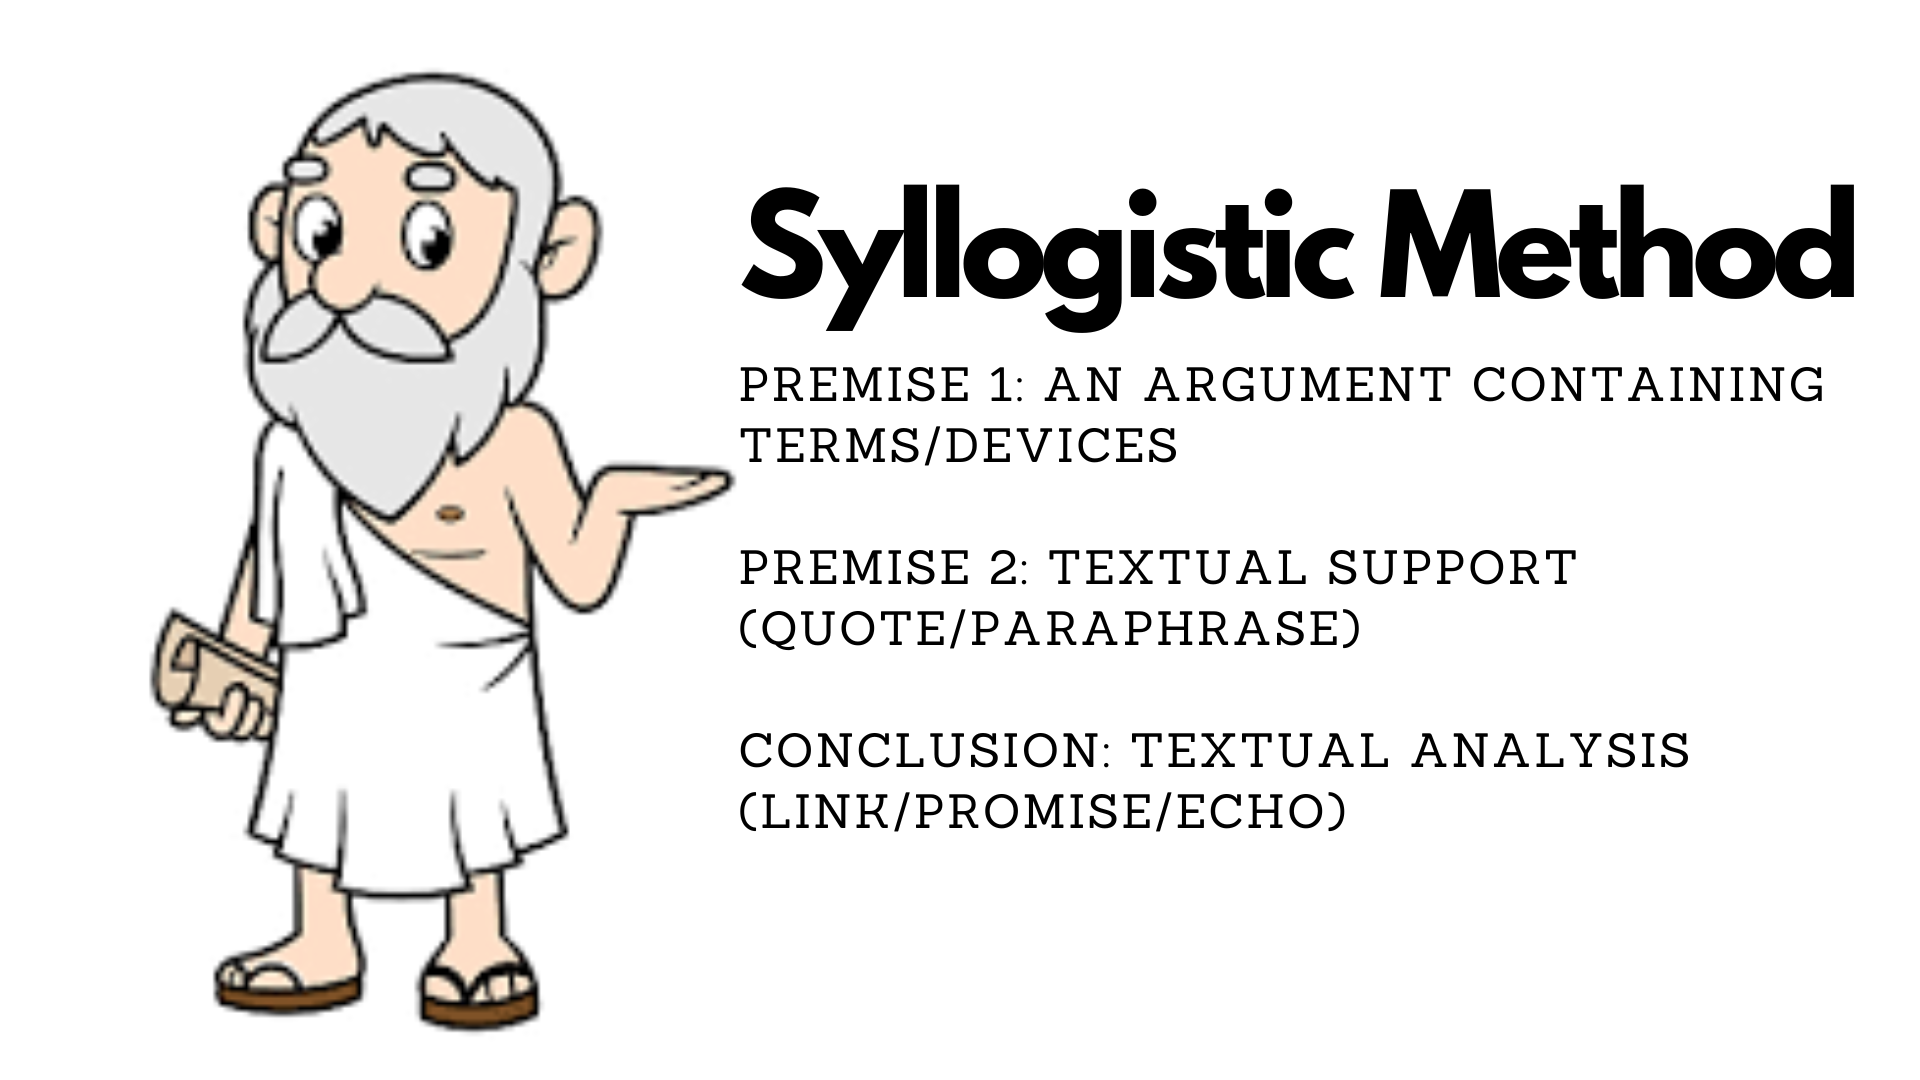 Syllogistic Method
PREMISE 1: AN ARGUMENT CONTAINING
TERMS/DEVICES
PREMISE 2: TEXTUAL SUPPORT
(QUOTE/PARAPHRASE)
CONCLUSION: TEXTUAL ANALYSIS
(LINK/PROMISE/ECHO)